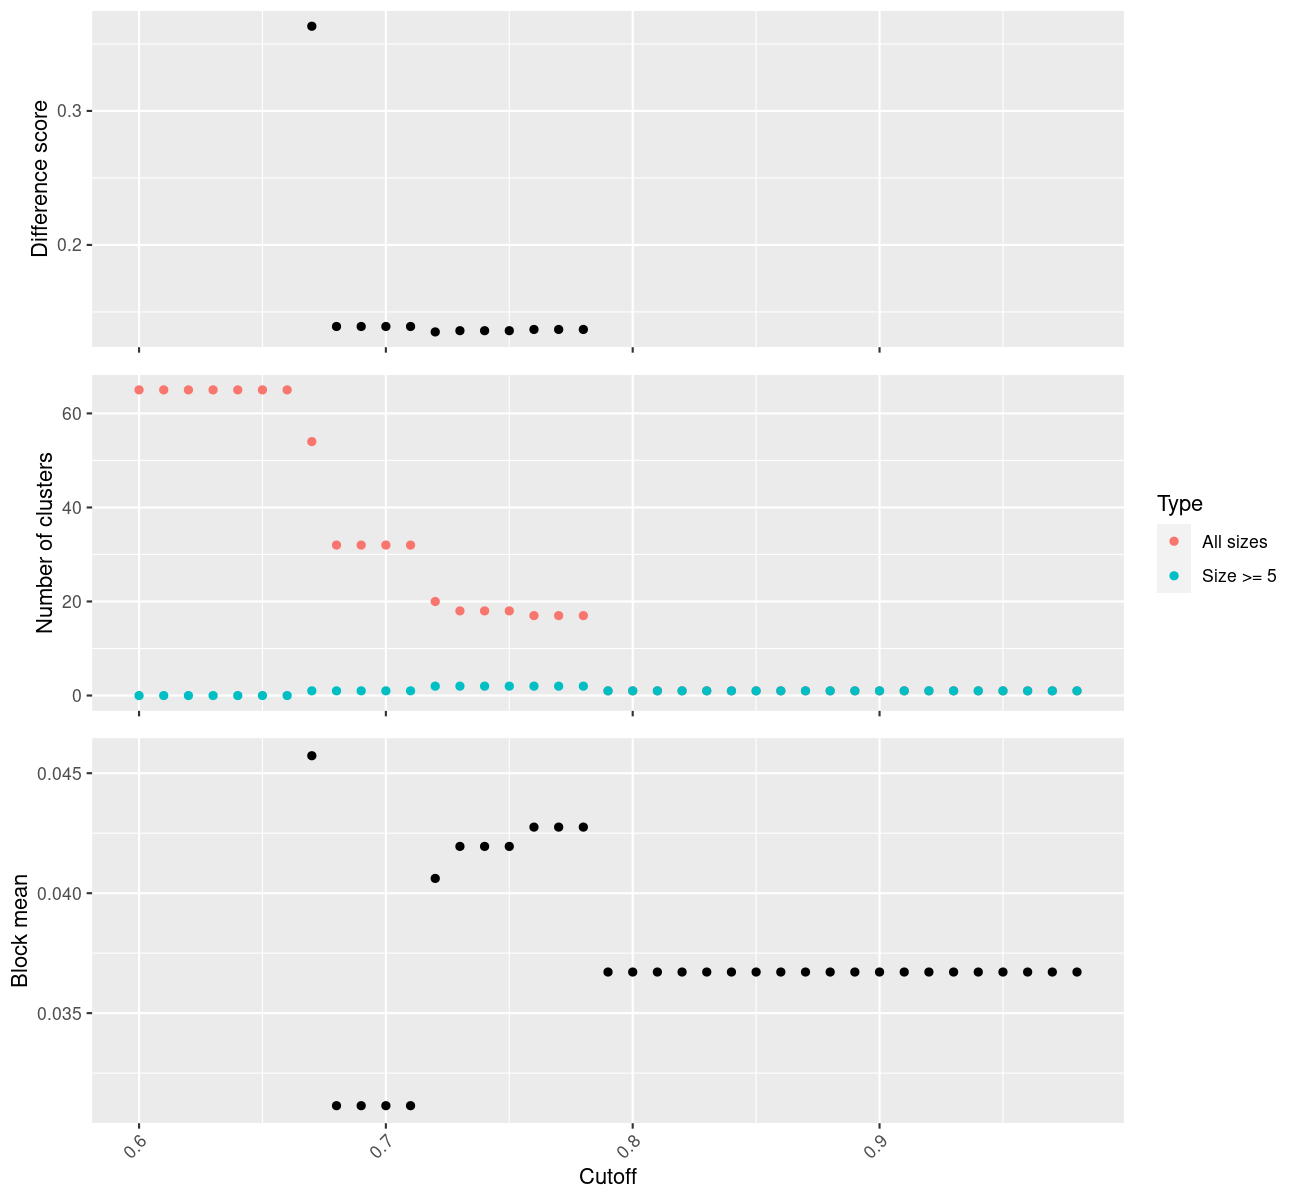 Difference score
0.3
0.2
Number of clusters
60
40
20
0
Type
All sizes
Size >= 5
Block mean
0.045
0.040
0.035
0.6
0.7
0.8
0.9
Cutoff